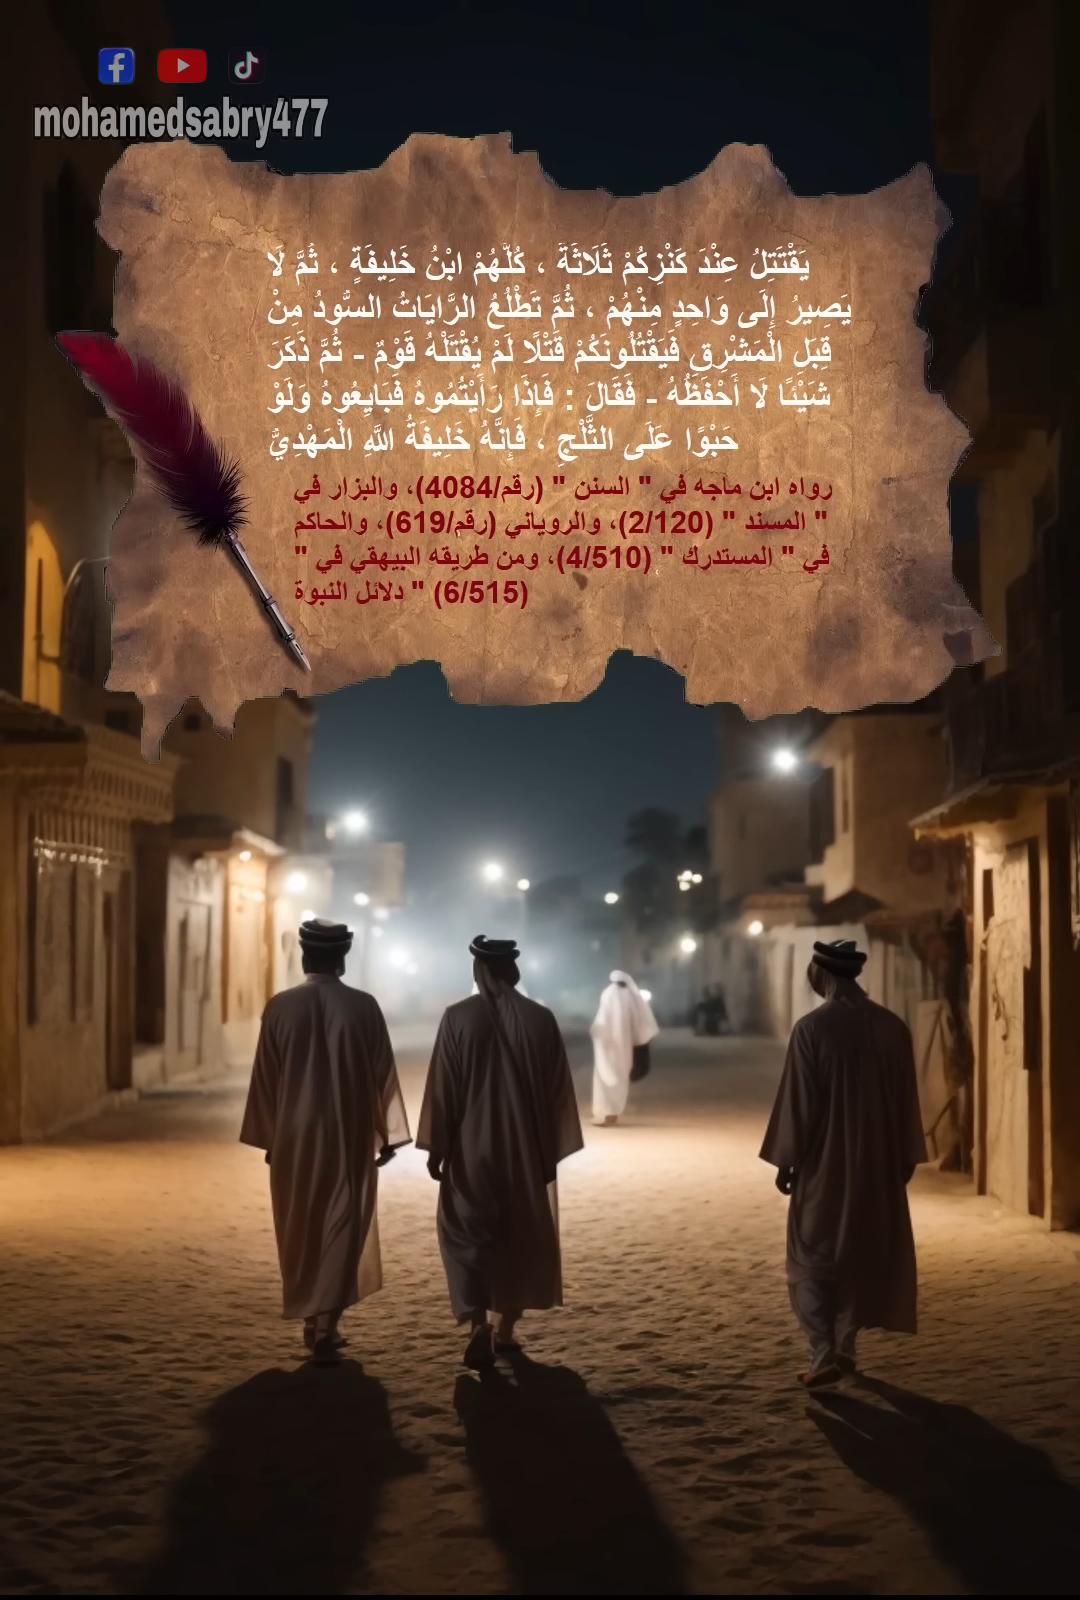 mohamedsabry477
يَقْتَتِلُ عِنْدَ كَنْزِكُمْ ثَلَاثَةٌ ، كُلُّهُمْ ابْنُ خَلِيفَةٍ ، ثُمَّ لَا
يَصِيرُ إِلَى وَاحِدٍ مِنْهُمْ ، ثُمَّ تَطْلُعُ الرَّايَاتُ السُّودُ مِنْ
قِبَلِ الْمَشْرِقِ فَيَقْتُلُونَكُمْ قَتْلًا لَمْ يُقْتَلْهُ قَوْمٌ - ثُمَّ ذَكَرَ
شَيْئًا لَا أَحْفَظُهُ - فَقَالَ : فَإِذَا رَأَيْتُمُوهُ فَبَايِعُوهُ وَلَوْ
حَبْوًا عَلَى الثَّلْجِ ، فَإِنَّهُ خَلِيفَةُ اللَّهِ الْمَهْدِيُّ
رواه ابن ماجه في " السنن " (رقم/4084)، والبزار في
" المسند " (2/120)، والروياني (رقم/619)، والحاكم
في " المستدرك " (4/510)، ومن طريقه البيهقي في "
دلائل النبوة " (6/515)